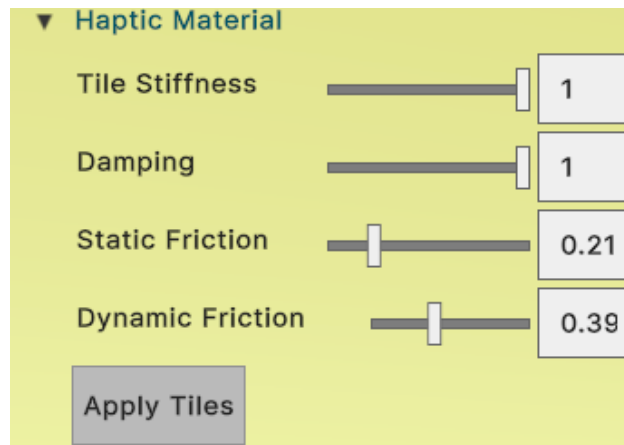 ▼ Haptic Material
Tile Stiffness 1
Damping 1
Static Friction 0.21
Dynamic Friction 0.39
Apply Tiles